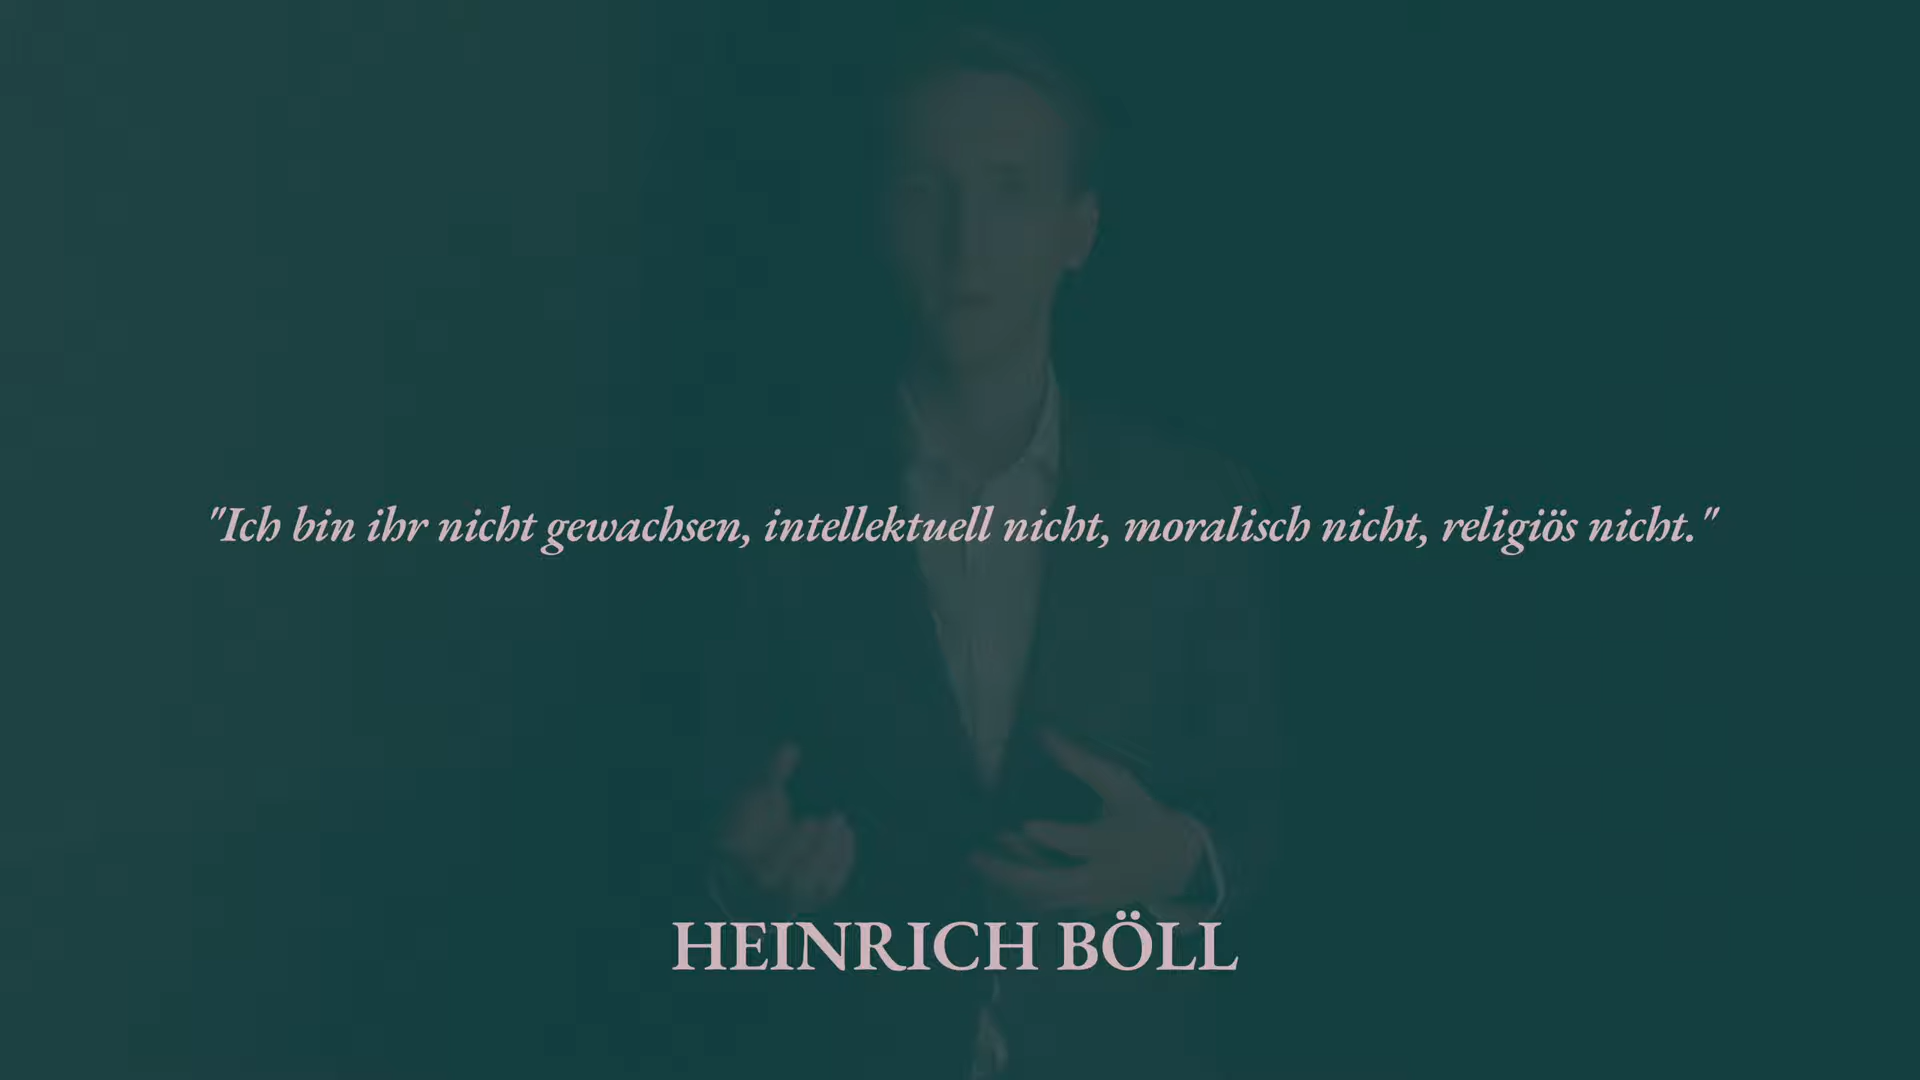 "Ich bin ihr nicht gewachsen, intellektuell nicht, moralisch nicht, religiös nicht."
HEINRICH BÖLL